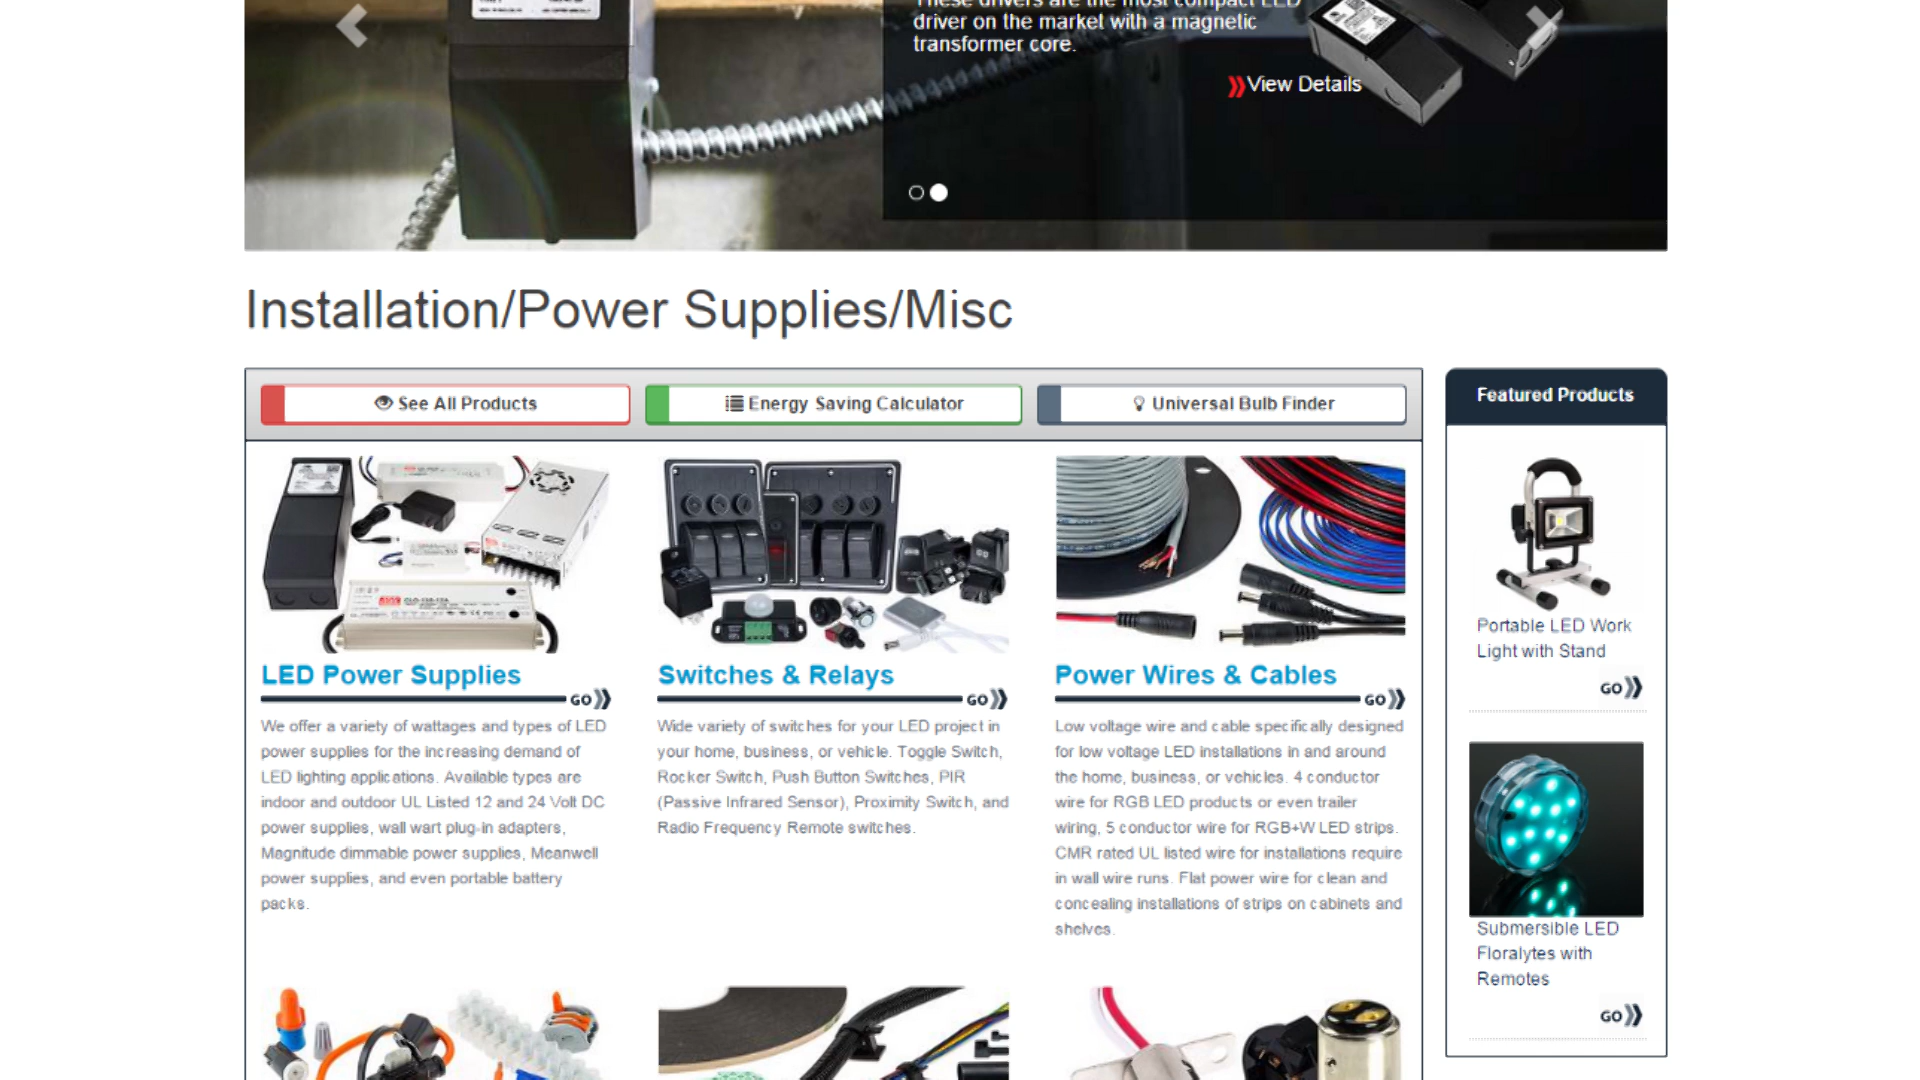 These drivers are the most compact LED
driver on the market with a magnetic
transformer core.
View Details
Installation/Power Supplies/Misc
See All Products
Energy Saving Calculator
Universal Bulb Finder
Featured Products
LED Power Supplies
GO
We offer a variety of wattages and types of LED
power supplies for the increasing demand of
LED lighting applications. Available types are
indoor and outdoor UL Listed 12 and 24 Volt DC
power supplies, wall wart plug-in adapters,
Magnitude dimmable power supplies, Meanwell
power supplies, and even portable battery
packs.
Switches & Relays
GO
Wide variety of switches for your LED project in
your home, business, or vehicle. Toggle Switch,
Rocker Switch, Push Button Switches, PIR
(Passive Infrared Sensor), Proximity Switch, and
Radio Frequency Remote switches.
Power Wires & Cables
GO
Low voltage wire and cable specifically designed
for low voltage LED installations in and around
the home, business, or vehicles. 4 conductor
wire for RGB LED products or even trailer
wiring, 5 conductor wire for RGB+W LED strips.
CMR rated UL listed wire for installations require
in wall wire runs. Flat power wire for clean and
concealing installations of strips on cabinets and
shelves.
Portable LED Work
Light with Stand
GO
Submersible LED
Floralytes with
Remotes
GO